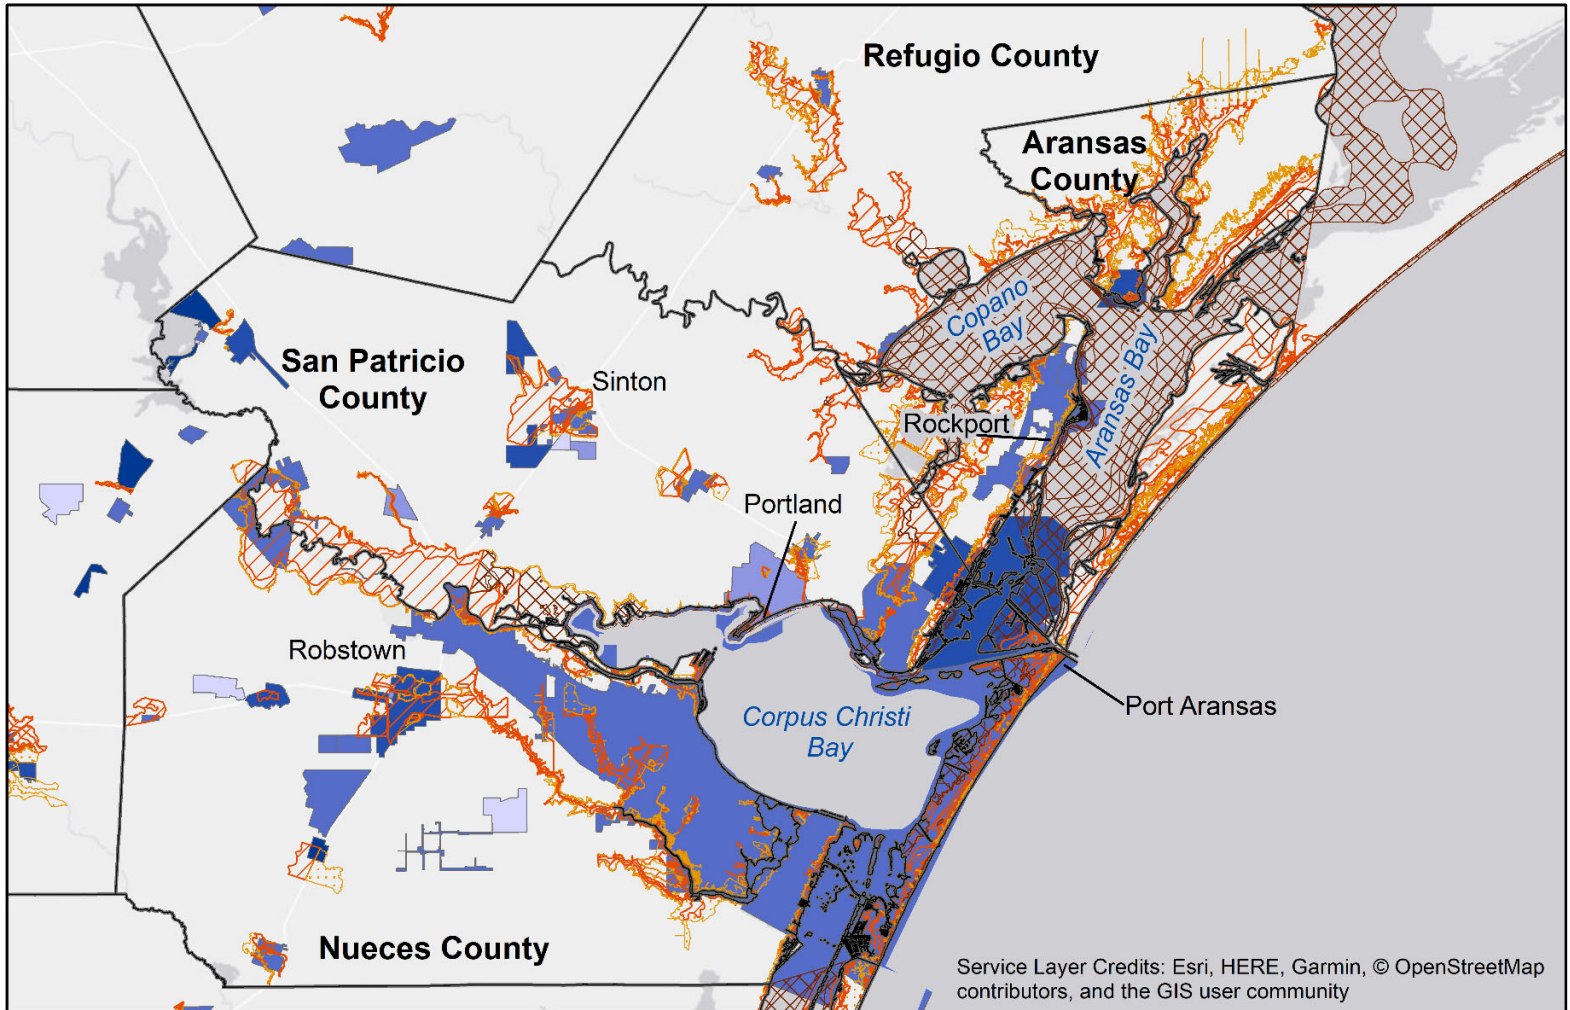 Refugio County
Aransas
County
Copano
Bay
San Patricio
County
Sinton
Aransas Bay
Rockport
Portland
Robstown
Port Aransas
Corpus Christi
Bay
Nueces County
Service Layer Credits: Esri, HERE, Garmin, © OpenStreetMap
contributors, and the GIS user community